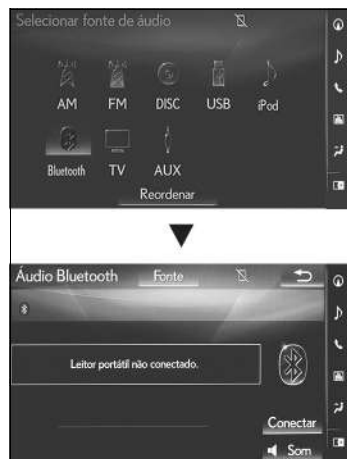 Selecionar fonte de áudio
AM FM DISC USB iPod
Bluetooth TV AUX
Reordenar
Áudio Bluetooth Fonte
Leitor portátil não conectado.
Conectar
Som